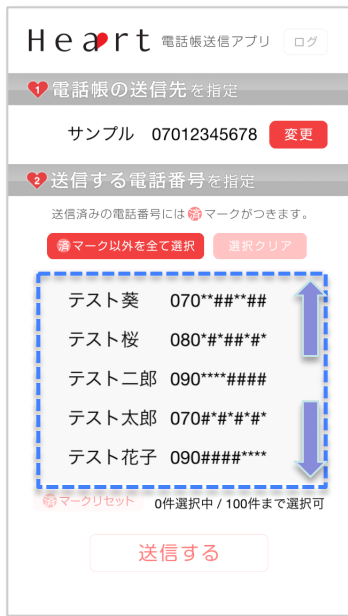 Heart 電話帳送信アプリ ログ
1 電話帳の送信先を指定
サンプル 07012345678 変更
2 送信する電話番号を指定
送信済みの電話番号には済マークがつきます。
済マーク以外を全て選択 選択クリア
テスト葵 070**##**##
テスト桜 080*#*##*#*
テスト二郎 090****####
テスト太郎 070#*#*#*#*
テスト花子 090####****
済マークリセット 0件選択中 / 100件まで選択可
送信する